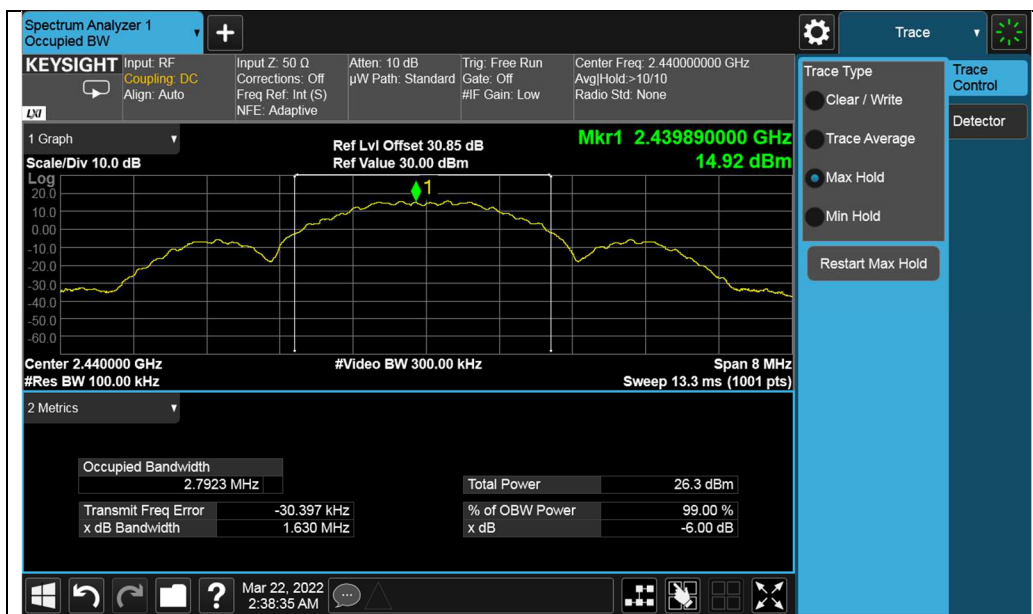 Spectrum Analyzer 1
Occupied BW
+
Trace
KEYSIGHT
LXI
Input: RF
Coupling: DC
Align: Auto
Input Z: 50 Ω
Corrections: Off
Freq Ref: Int (S)
NFE: Adaptive
Atten: 10 dB
µW Path: Standard
Trig: Free Run
Gate: Off
#IF Gain: Low
Center Freq: 2.440000000 GHz
Avg|Hold:>10/10
Radio Std: None
Trace Type
Clear / Write
Trace Average
Max Hold
Min Hold
Restart Max Hold
Trace
Control
Detector
1 Graph
Scale/Div 10.0 dB
Ref Lvl Offset 30.85 dB
Ref Value 30.00 dBm
Mkr1 2.439890000 GHz
14.92 dBm
Log
20.0
10.0
0.00
-10.0
-20.0
-30.0
-40.0
-50.0
-60.0
1
Center 2.440000 GHz
#Video BW 300.00 kHz
Span 8 MHz
#Res BW 100.00 kHz
Sweep 13.3 ms (1001 pts)
2 Metrics
Occupied Bandwidth
2.7923 MHz
Total Power 26.3 dBm
Transmit Freq Error -30.397 kHz
% of OBW Power 99.00 %
x dB Bandwidth 1.630 MHz
x dB -6.00 dB
?
Mar 22, 2022
2:38:35 AM